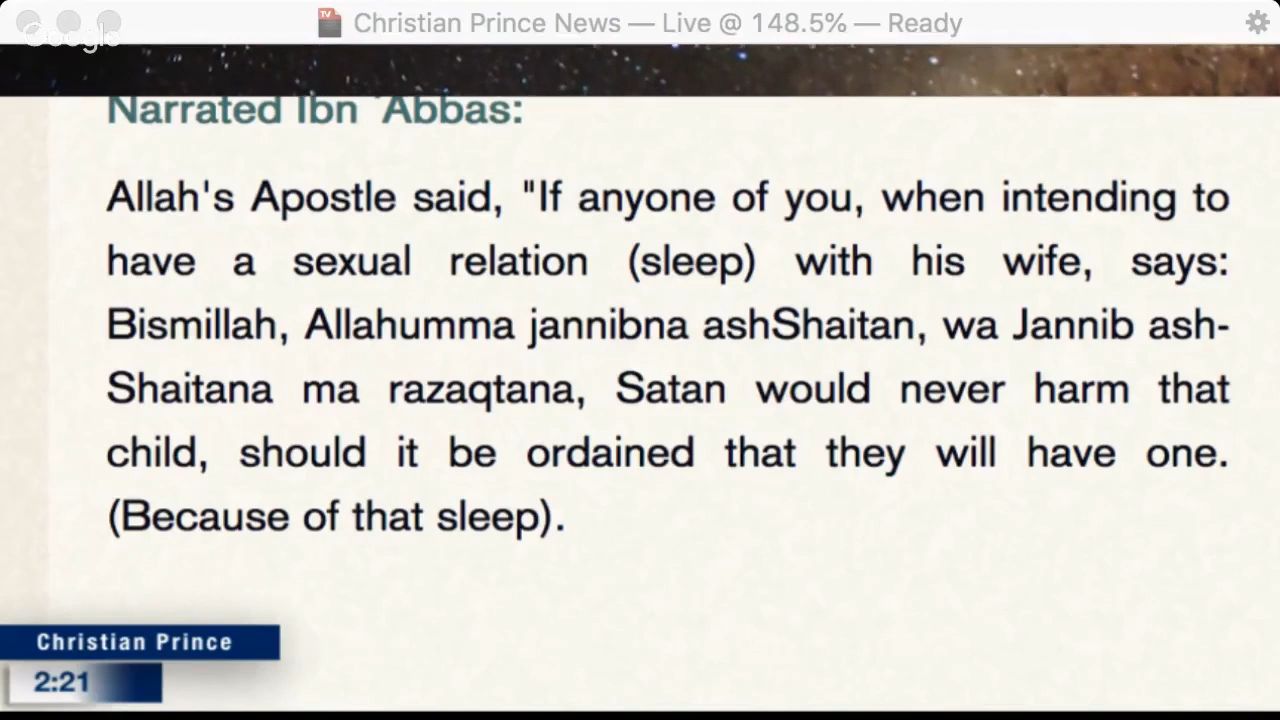 Christian Prince News — Live @ 148.5% — Ready
Google
Narrated Ibn 'Abbas:
Allah's Apostle said, "If anyone of you, when intending to
have a sexual relation (sleep) with his wife, says:
Bismillah, Allahumma jannibna ashShaitan, wa Jannib ash-
Shaitana ma razaqtana, Satan would never harm that
child, should it be ordained that they will have one.
(Because of that sleep).
Christian Prince
2:21